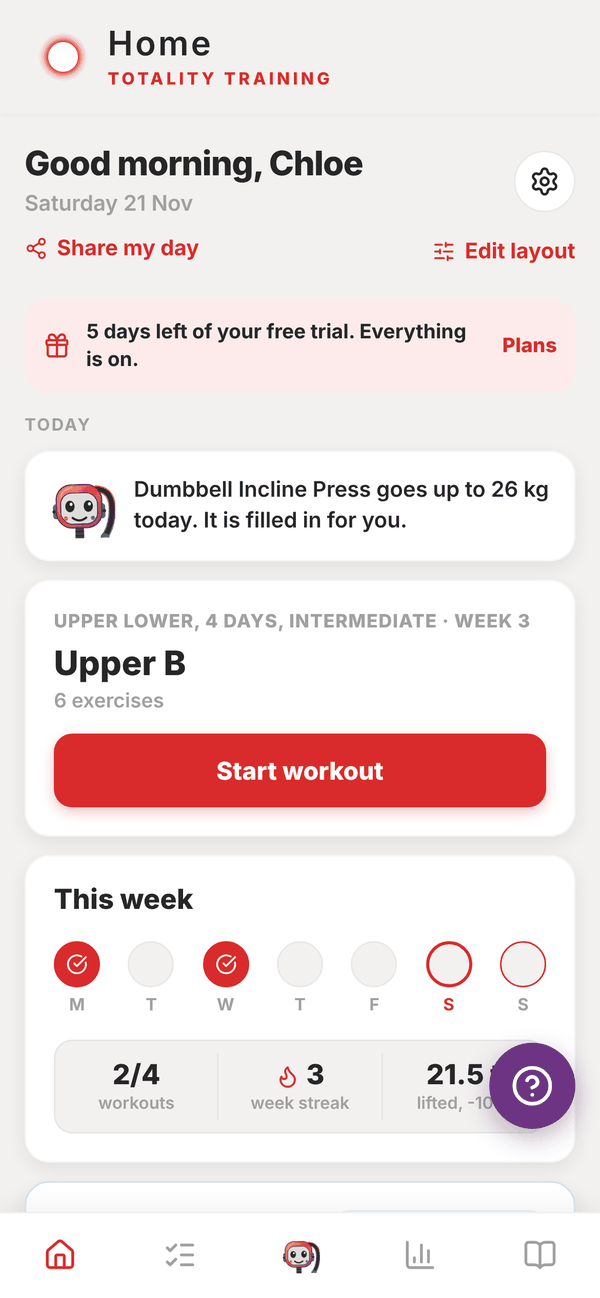 Home
TOTALITY TRAINING
Good morning, Chloe
Saturday 21 Nov
Share my day
Edit layout
5 days left of your free trial. Everything
is on.
Plans
TODAY
Dumbbell Incline Press goes up to 26 kg
today. It is filled in for you.
UPPER LOWER, 4 DAYS, INTERMEDIATE · WEEK 3
Upper B
6 exercises
Start workout
This week
M T W T F S S
2/4 3 21.5
workouts week streak lifted, -10